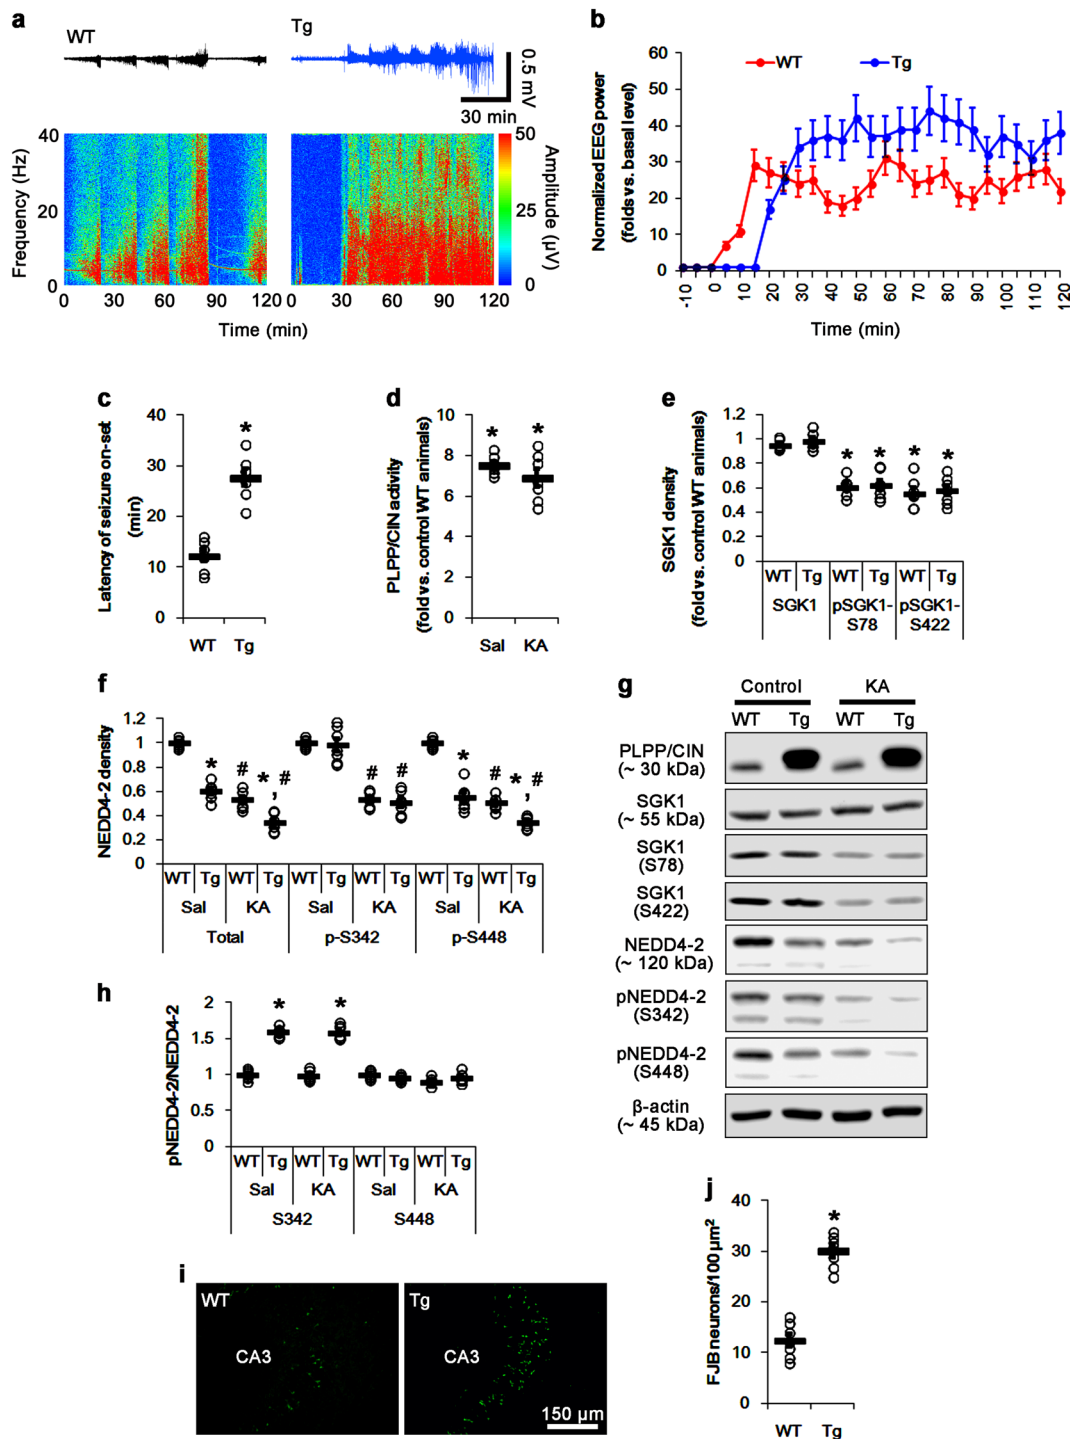 a
WT
Tg
0.5 mV
30 min
Frequency (Hz)
40
20
0
0 30 60 90 120
0 30 60 90 120
Time (min)
50
25
0
Amplitude (µV)
b
Normalized EEG power
(folds vs. basal level)
60
50
40
30
20
10
0
WT
Tg
-10 0 10 20 30 40 50 60 70 80 90 100 110 120
Time (min)
c
Latency of seizure on-set
(min)
40
30
20
10
0
*
WT Tg
d
PLPP/CIN activity
(fold vs. control WT animals)
10
8
6
4
2
0
* *
Sal KA
e
SGK1 density
(fold vs. control WT animals)
1.2
1
0.8
0.6
0.4
0.2
0
* * * *
WT Tg WT Tg WT Tg
SGK1 pSGK1- pSGK1-
S78 S422
f
NEDD4-2 density
1.2
1
0.8
0.6
0.4
0.2
0
* # *,# # # * # *,#
WT Tg WT Tg WT Tg WT Tg WT Tg WT Tg
Sal KA Sal KA Sal KA
Total p-S342 p-S448
g
Control KA
WT Tg WT Tg
PLPP/CIN
(~ 30 kDa)
SGK1
(~ 55 kDa)
SGK1
(S78)
SGK1
(S422)
NEDD4-2
(~ 120 kDa)
pNEDD4-2
(S342)
pNEDD4-2
(S448)
β-actin
(~ 45 kDa)
h
pNEDD4-2/NEDD4-2
2
1.5
1
0.5
0
* *
WT Tg WT Tg WT Tg WT Tg
Sal KA Sal KA
S342 S448
i
WT
CA3
Tg
CA3
150 µm
j
FJB neurons/100 µm²
40
30
20
10
0
*
WT Tg